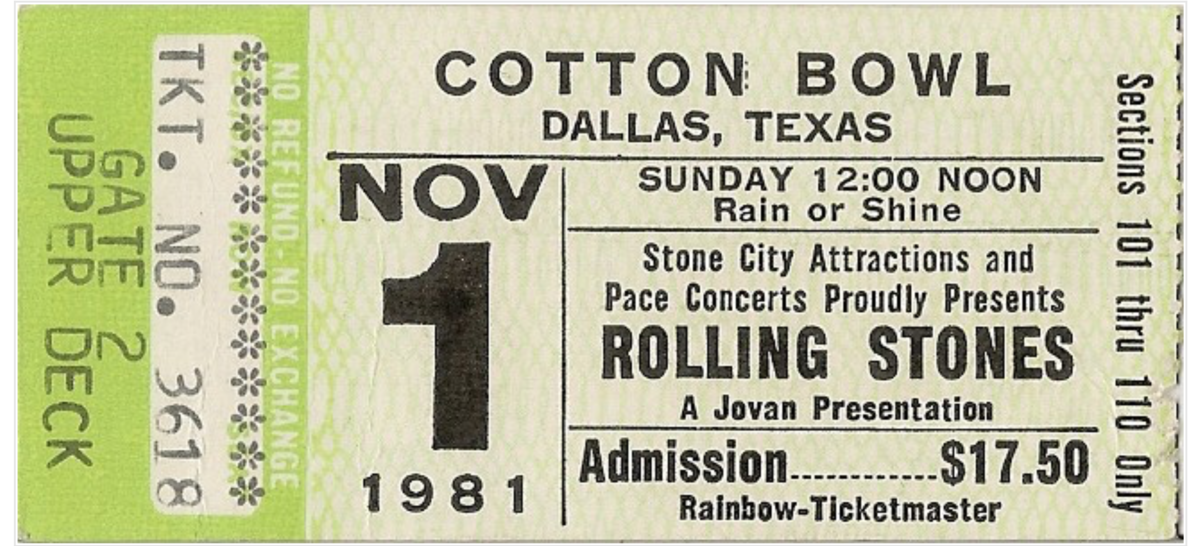 UPPER DECK
GATE 2
TKT. NO. 3618
NO REFUND • NO EXCHANGE
COTTON BOWL
DALLAS, TEXAS
NOV
1
1981
SUNDAY 12:00 NOON
Rain or Shine
Stone City Attractions and
Pace Concerts Proudly Presents
ROLLING STONES
A Jovan Presentation
Admission............$17.50
Rainbow-Ticketmaster
Sections 101 thru 110 Only